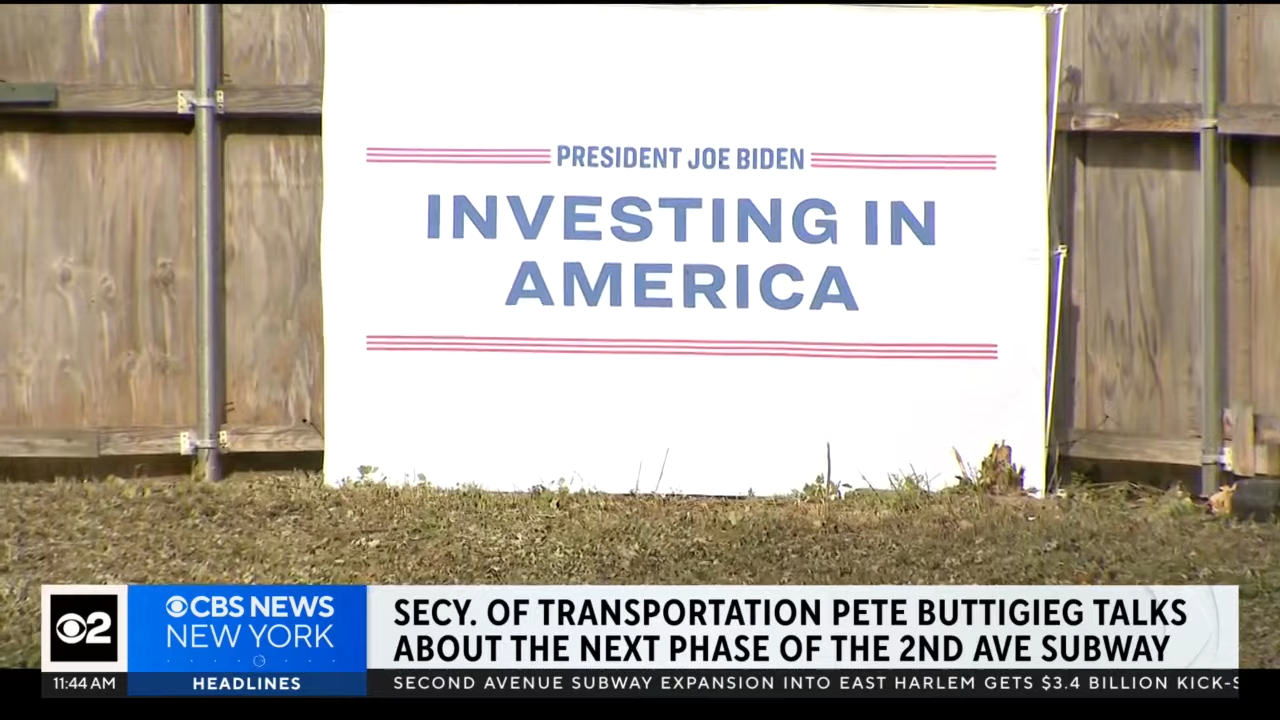 PRESIDENT JOE BIDEN
INVESTING IN
AMERICA
2
CBS NEWS
NEW YORK
SECY. OF TRANSPORTATION PETE BUTTIGIEG TALKS
ABOUT THE NEXT PHASE OF THE 2ND AVE SUBWAY
11:44 AM
HEADLINES
SECOND AVENUE SUBWAY EXPANSION INTO EAST HARLEM GETS $3.4 BILLION KICK-